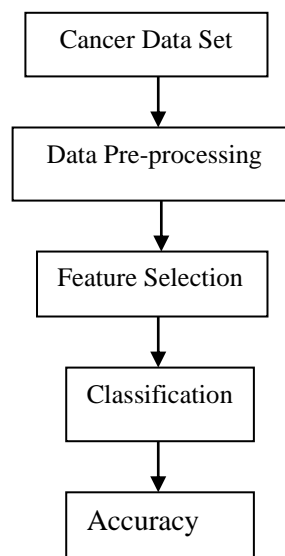 Cancer Data Set
Data Pre-processing
Feature Selection
Classification
Accuracy